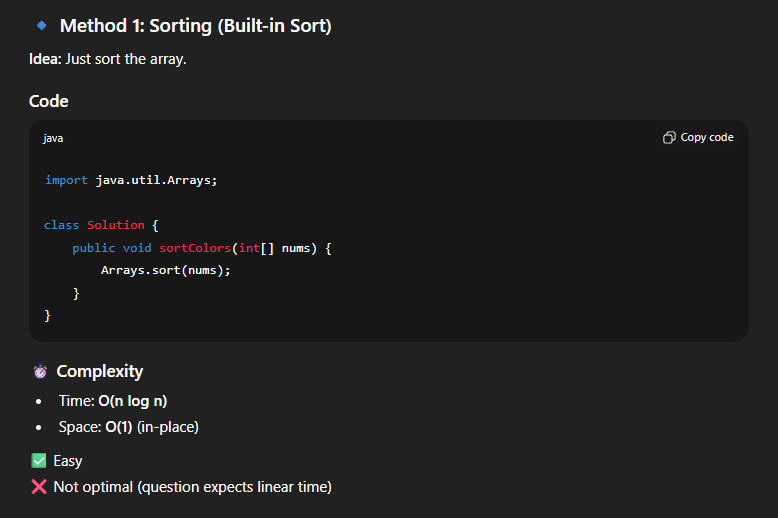 🔹 Method 1: Sorting (Built-in Sort)
Idea: Just sort the array.
Code
java
Copy code
import java.util.Arrays;
class Solution {
    public void sortColors(int[] nums) {
        Arrays.sort(nums);
    }
}
⏱️ Complexity
• Time: O(n log n)
• Space: O(1) (in-place)
✅ Easy
❌ Not optimal (question expects linear time)